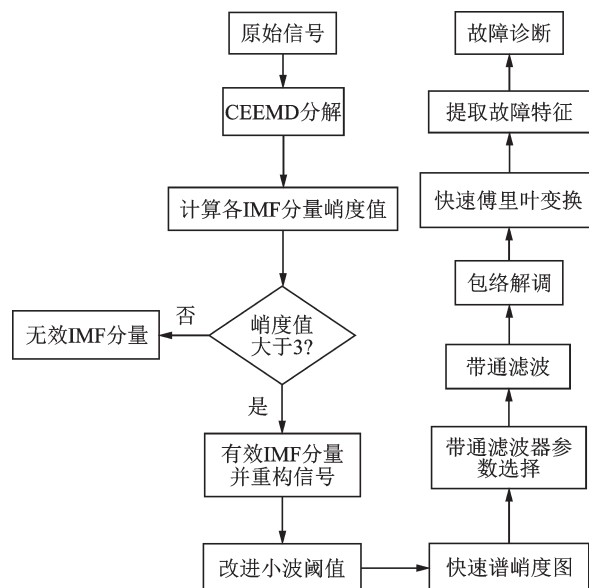 原始信号
CEEMD分解
计算各IMF分量峭度值
峭度值
大于3?
否
无效IMF分量
是
有效IMF分量
并重构信号
改进小波阈值
快速谱峭度图
带通滤波器参
数选择
带通滤波
包络解调
快速傅里叶变换
提取故障特征
故障诊断